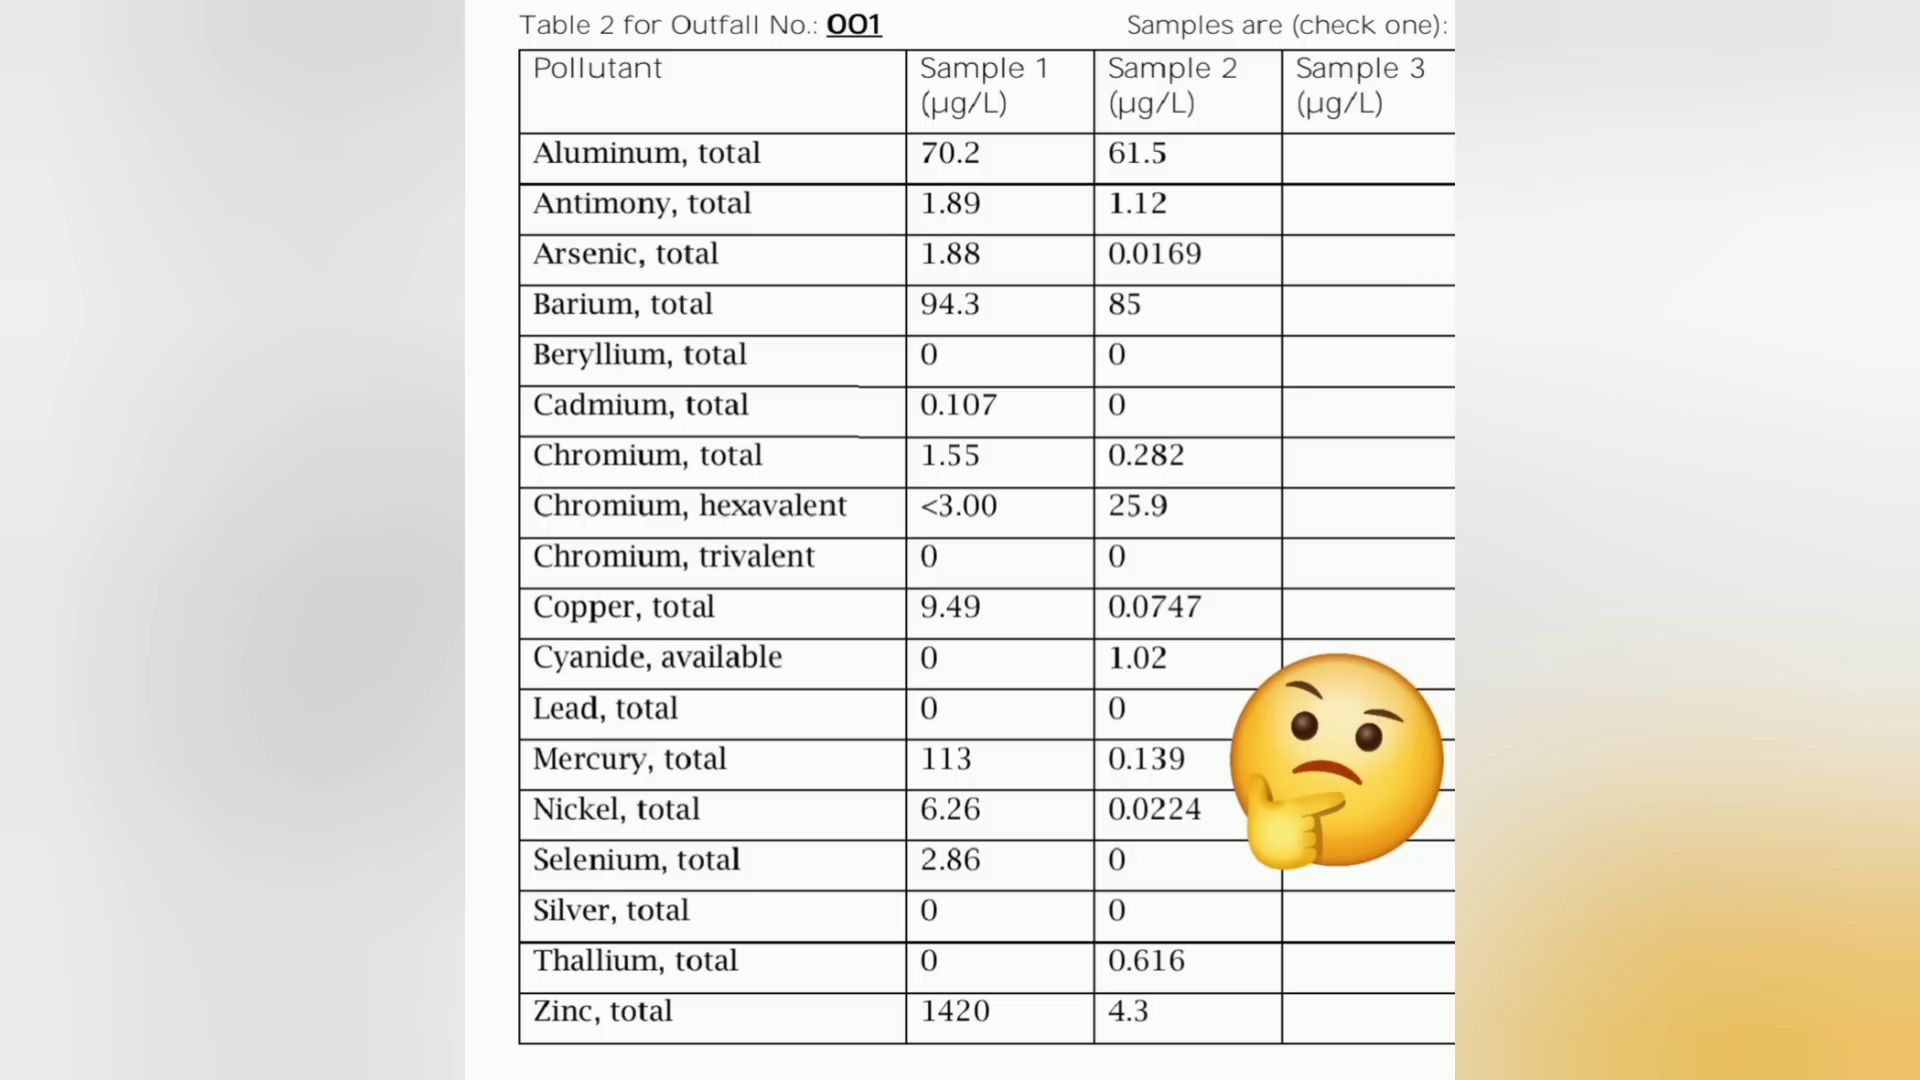 Table 2 for Outfall No.: 001 Samples are (check one):
Pollutant Sample 1 (µg/L) Sample 2 (µg/L) Sample 3 (µg/L)
Aluminum, total 70.2 61.5
Antimony, total 1.89 1.12
Arsenic, total 1.88 0.0169
Barium, total 94.3 85
Beryllium, total 0 0
Cadmium, total 0.107 0
Chromium, total 1.55 0.282
Chromium, hexavalent <3.00 25.9
Chromium, trivalent 0 0
Copper, total 9.49 0.0747
Cyanide, available 0 1.02
Lead, total 0 0
Mercury, total 113 0.139
Nickel, total 6.26 0.0224
Selenium, total 2.86 0
Silver, total 0 0
Thallium, total 0 0.616
Zinc, total 1420 4.3